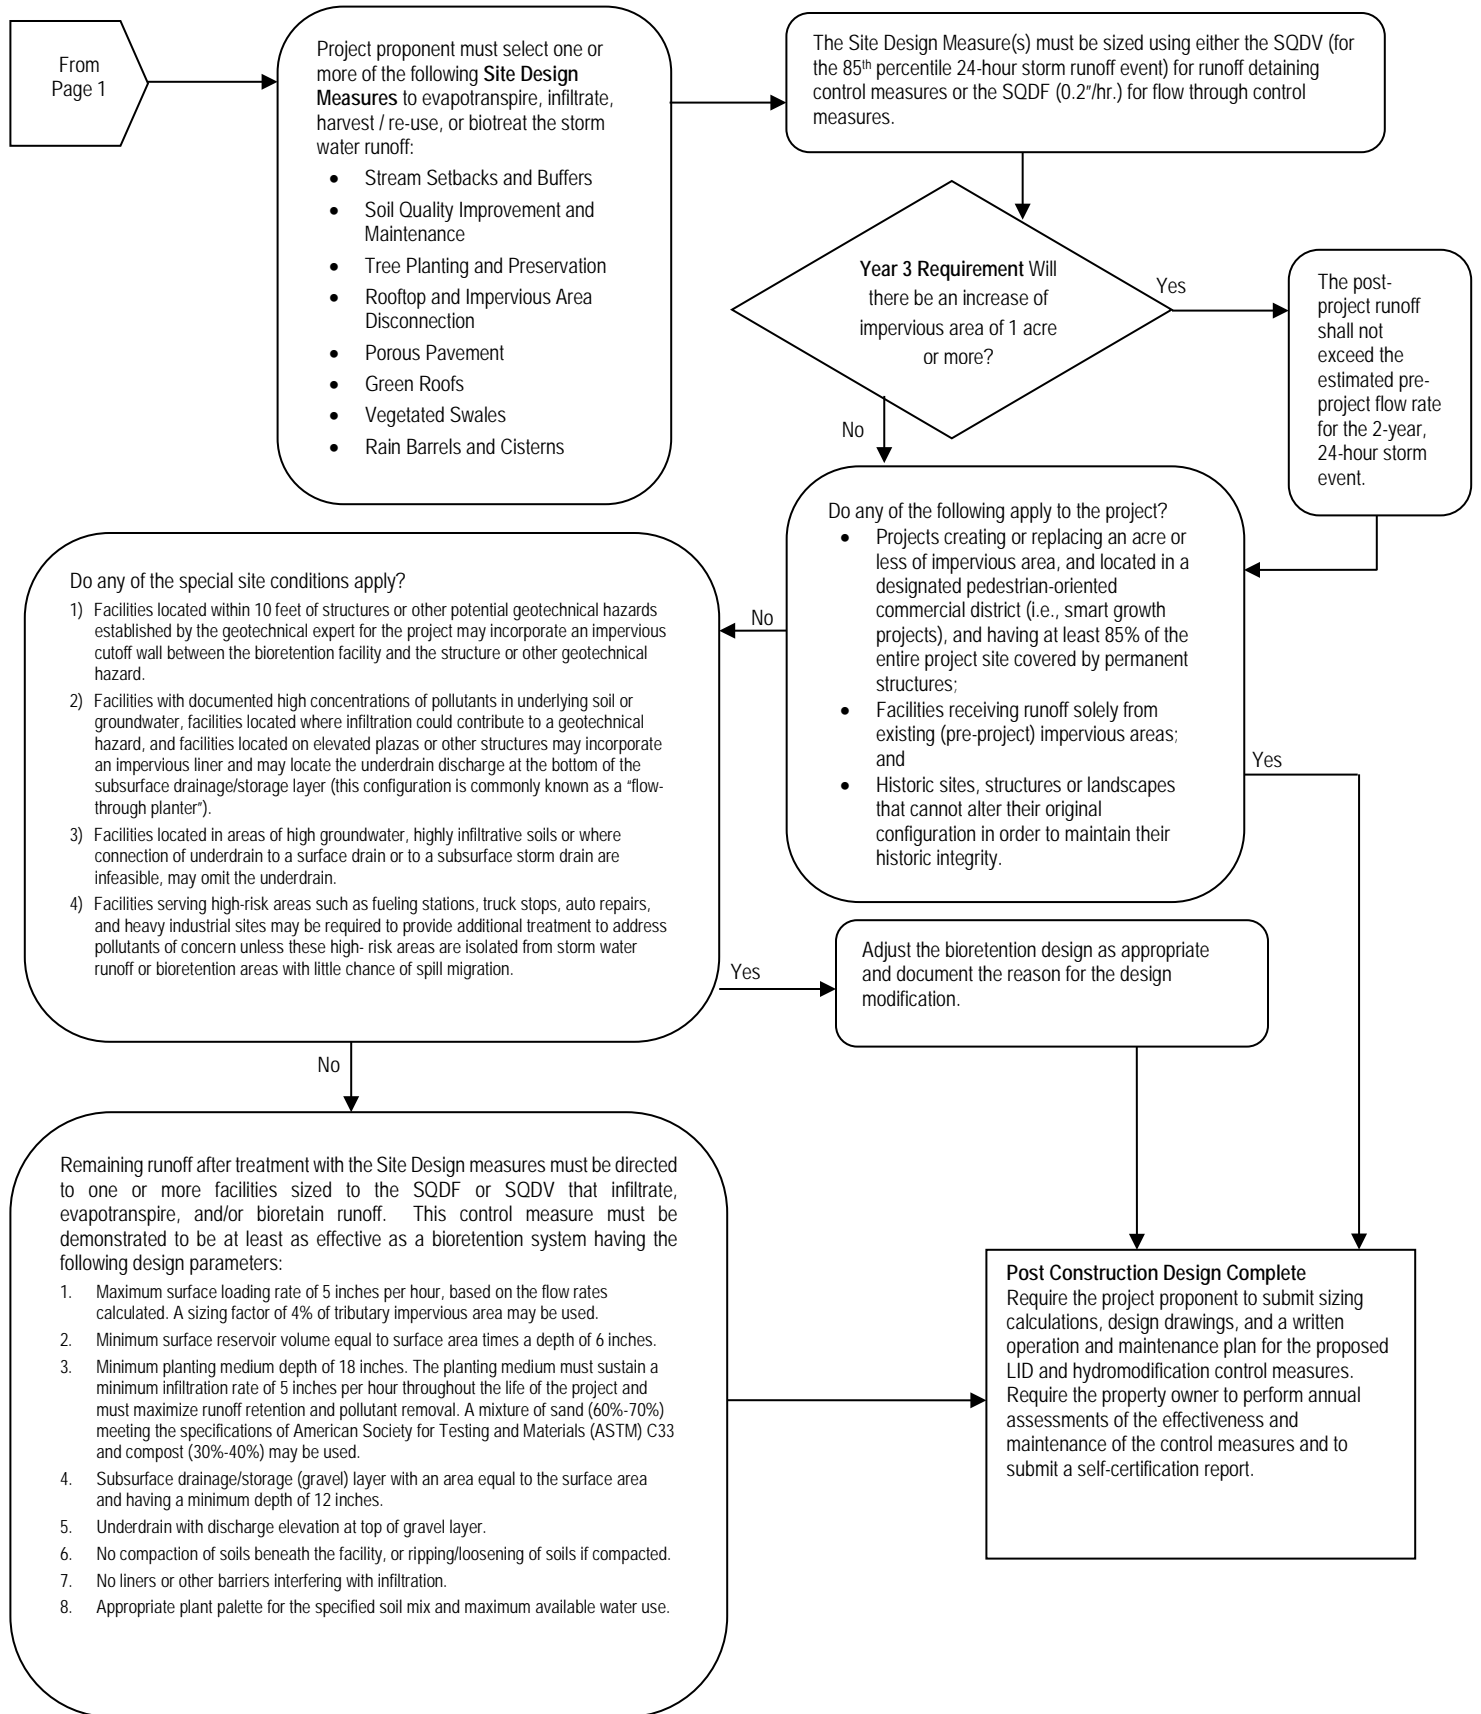 From
Page 1
Project proponent must select one or
more of the following Site Design
Measures to evapotranspire, infiltrate,
harvest / re-use, or biotreat the storm
water runoff:
• Stream Setbacks and Buffers
• Soil Quality Improvement and
Maintenance
• Tree Planting and Preservation
• Rooftop and Impervious Area
Disconnection
• Porous Pavement
• Green Roofs
• Vegetated Swales
• Rain Barrels and Cisterns
The Site Design Measure(s) must be sized using either the SQDV (for
the 85th percentile 24-hour storm runoff event) for runoff detaining
control measures or the SQDF (0.2"/hr.) for flow through control
measures.
Year 3 Requirement Will
there be an increase of
impervious area of 1 acre
or more?
Yes
The post-
project runoff
shall not
exceed the
estimated pre-
project flow rate
for the 2-year,
24-hour storm
event.
No
Do any of the following apply to the project?
• Projects creating or replacing an acre or
less of impervious area, and located in a
designated pedestrian-oriented
commercial district (i.e., smart growth
projects), and having at least 85% of the
entire project site covered by permanent
structures;
• Facilities receiving runoff solely from
existing (pre-project) impervious areas;
and
• Historic sites, structures or landscapes
that cannot alter their original
configuration in order to maintain their
historic integrity.
No
Yes
Do any of the special site conditions apply?
1) Facilities located within 10 feet of structures or other potential geotechnical hazards
established by the geotechnical expert for the project may incorporate an impervious
cutoff wall between the bioretention facility and the structure or other geotechnical
hazard.
2) Facilities with documented high concentrations of pollutants in underlying soil or
groundwater, facilities located where infiltration could contribute to a geotechnical
hazard, and facilities located on elevated plazas or other structures may incorporate
an impervious liner and may locate the underdrain discharge at the bottom of the
subsurface drainage/storage layer (this configuration is commonly known as a "flow-
through planter").
3) Facilities located in areas of high groundwater, highly infiltrative soils or where
connection of underdrain to a surface drain or to a subsurface storm drain are
infeasible, may omit the underdrain.
4) Facilities serving high-risk areas such as fueling stations, truck stops, auto repairs,
and heavy industrial sites may be required to provide additional treatment to address
pollutants of concern unless these high- risk areas are isolated from storm water
runoff or bioretention areas with little chance of spill migration.
Yes
Adjust the bioretention design as appropriate
and document the reason for the design
modification.
No
Remaining runoff after treatment with the Site Design measures must be directed
to one or more facilities sized to the SQDF or SQDV that infiltrate,
evapotranspire, and/or bioretain runoff. This control measure must be
demonstrated to be at least as effective as a bioretention system having the
following design parameters:
1. Maximum surface loading rate of 5 inches per hour, based on the flow rates
calculated. A sizing factor of 4% of tributary impervious area may be used.
2. Minimum surface reservoir volume equal to surface area times a depth of 6 inches.
3. Minimum planting medium depth of 18 inches. The planting medium must sustain a
minimum infiltration rate of 5 inches per hour throughout the life of the project and
must maximize runoff retention and pollutant removal. A mixture of sand (60%-70%)
meeting the specifications of American Society for Testing and Materials (ASTM) C33
and compost (30%-40%) may be used.
4. Subsurface drainage/storage (gravel) layer with an area equal to the surface area
and having a minimum depth of 12 inches.
5. Underdrain with discharge elevation at top of gravel layer.
6. No compaction of soils beneath the facility, or ripping/loosening of soils if compacted.
7. No liners or other barriers interfering with infiltration.
8. Appropriate plant palette for the specified soil mix and maximum available water use.
Post Construction Design Complete
Require the project proponent to submit sizing
calculations, design drawings, and a written
operation and maintenance plan for the proposed
LID and hydromodification control measures.
Require the property owner to perform annual
assessments of the effectiveness and
maintenance of the control measures and to
submit a self-certification report.